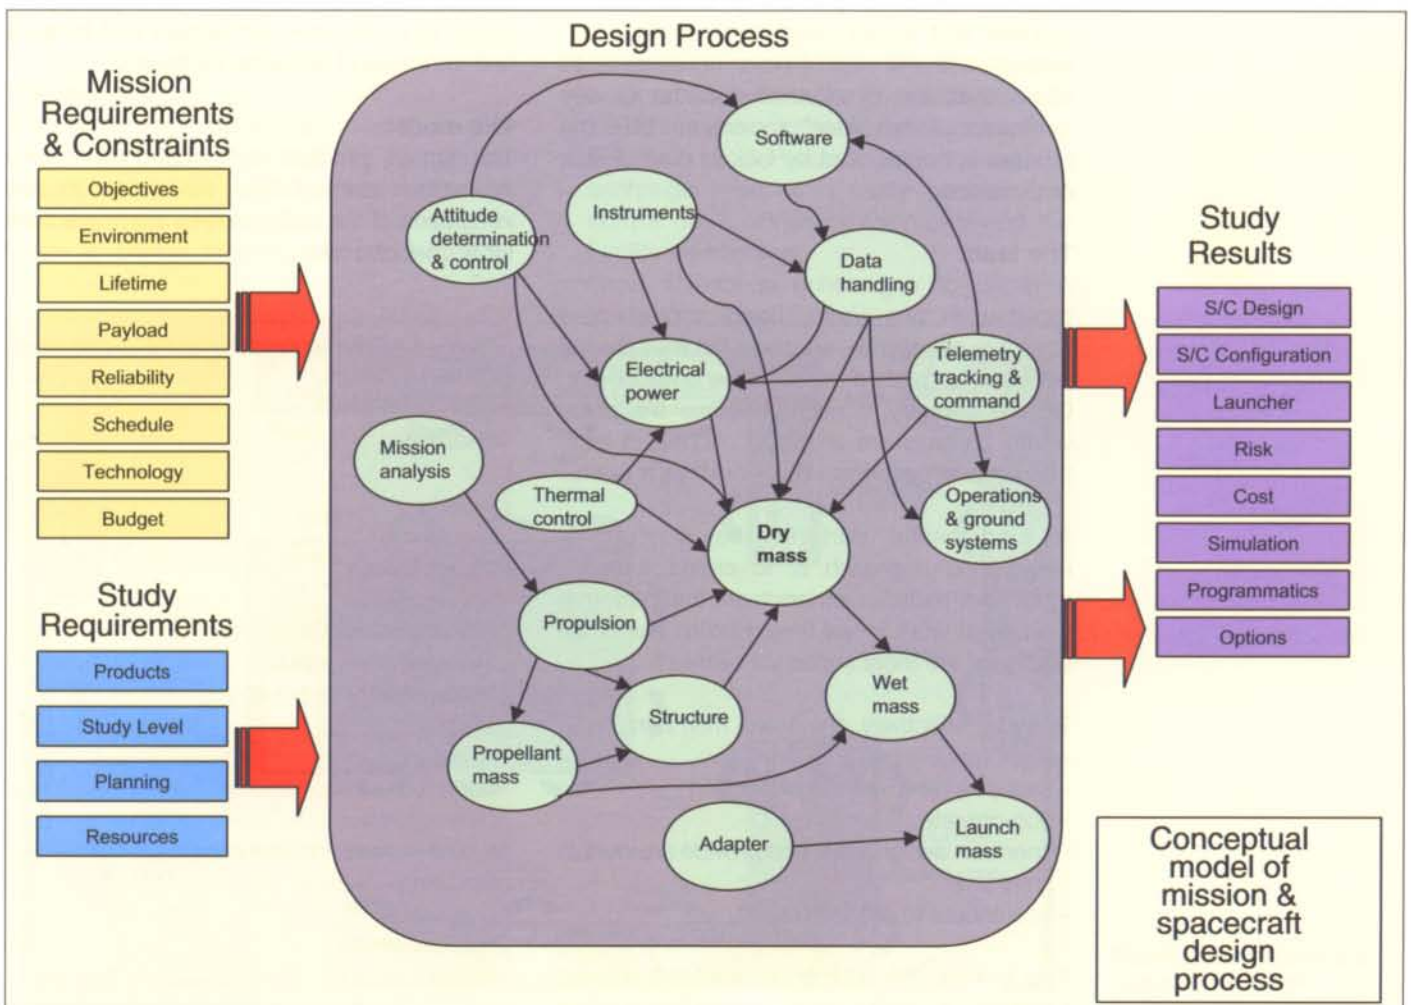 Design Process
Mission
Requirements
& Constraints
Objectives
Environment
Lifetime
Payload
Reliability
Schedule
Technology
Budget
Study
Requirements
Products
Study Level
Planning
Resources
Software
Attitude
determination
& control
Instruments
Data
handling
Electrical
power
Telemetry
tracking &
command
Mission
analysis
Thermal
control
Dry
mass
Operations
& ground
systems
Propulsion
Structure
Wet
mass
Propellant
mass
Adapter
Launch
mass
Study
Results
S/C Design
S/C Configuration
Launcher
Risk
Cost
Simulation
Programmatics
Options
Conceptual
model of
mission &
spacecraft
design
process